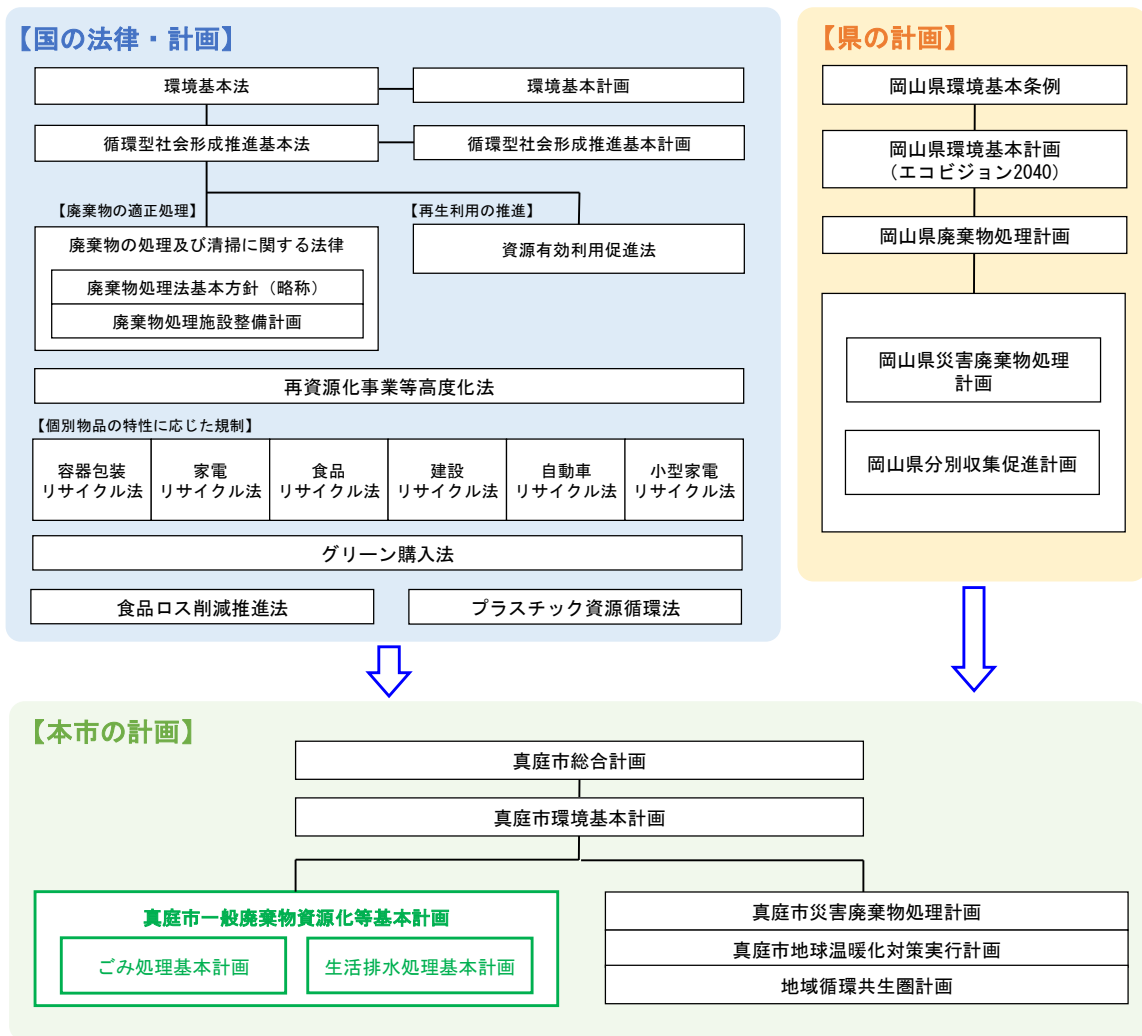 【国の法律・計画】
環境基本法
環境基本計画
循環型社会形成推進基本法
循環型社会形成推進基本計画
【廃棄物の適正処理】
【再生利用の推進】
廃棄物の処理及び清掃に関する法律
廃棄物処理法基本方針（略称）
廃棄物処理施設整備計画
資源有効利用促進法
再資源化事業等高度化法
【個別物品の特性に応じた規制】
容器包装
リサイクル法
家電
リサイクル法
食品
リサイクル法
建設
リサイクル法
自動車
リサイクル法
小型家電
リサイクル法
グリーン購入法
食品ロス削減推進法
プラスチック資源循環法
【県の計画】
岡山県環境基本条例
岡山県環境基本計画
（エコビジョン2040）
岡山県廃棄物処理計画
岡山県災害廃棄物処理
計画
岡山県分別収集促進計画
【本市の計画】
真庭市総合計画
真庭市環境基本計画
真庭市一般廃棄物資源化等基本計画
ごみ処理基本計画
生活排水処理基本計画
真庭市災害廃棄物処理計画
真庭市地球温暖化対策実行計画
地域循環共生圏計画